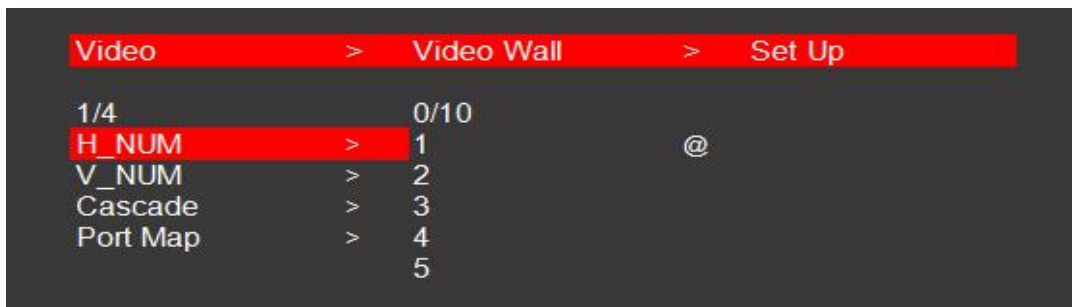 Video > Video Wall > Set Up
1/4 0/10
H_NUM > 1 @
V_NUM > 2
Cascade > 3
Port Map > 4
5